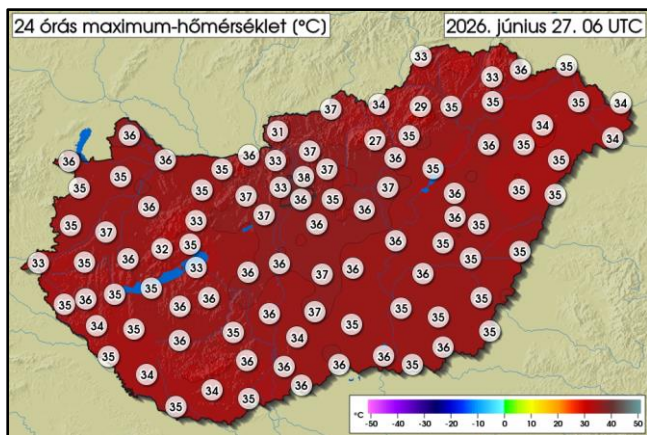 24 órás maximum-hőmérséklet (°C)
2026. június 27. 06 UTC
33
33 36 35
37 34 29 35 35 35 34
36 31 27 35 36 35 34 34
36 36 35 36 33 37 36 35
35 35 35 33 38 37 37 35 36 35 35
36 37 36 35 36 36
35 37 33 37 36 35
33 35 36 32 35 33 36 36 37 36 36 36 35 35 35
35 36 35 35 36 36 35
34 35 36 35 36 37 34 35 35 35 35
35 34 36 36 36 36 35 36
35 34 35 36
°C
-50 -40 -30 -20 -10 0 10 20 30 40 50